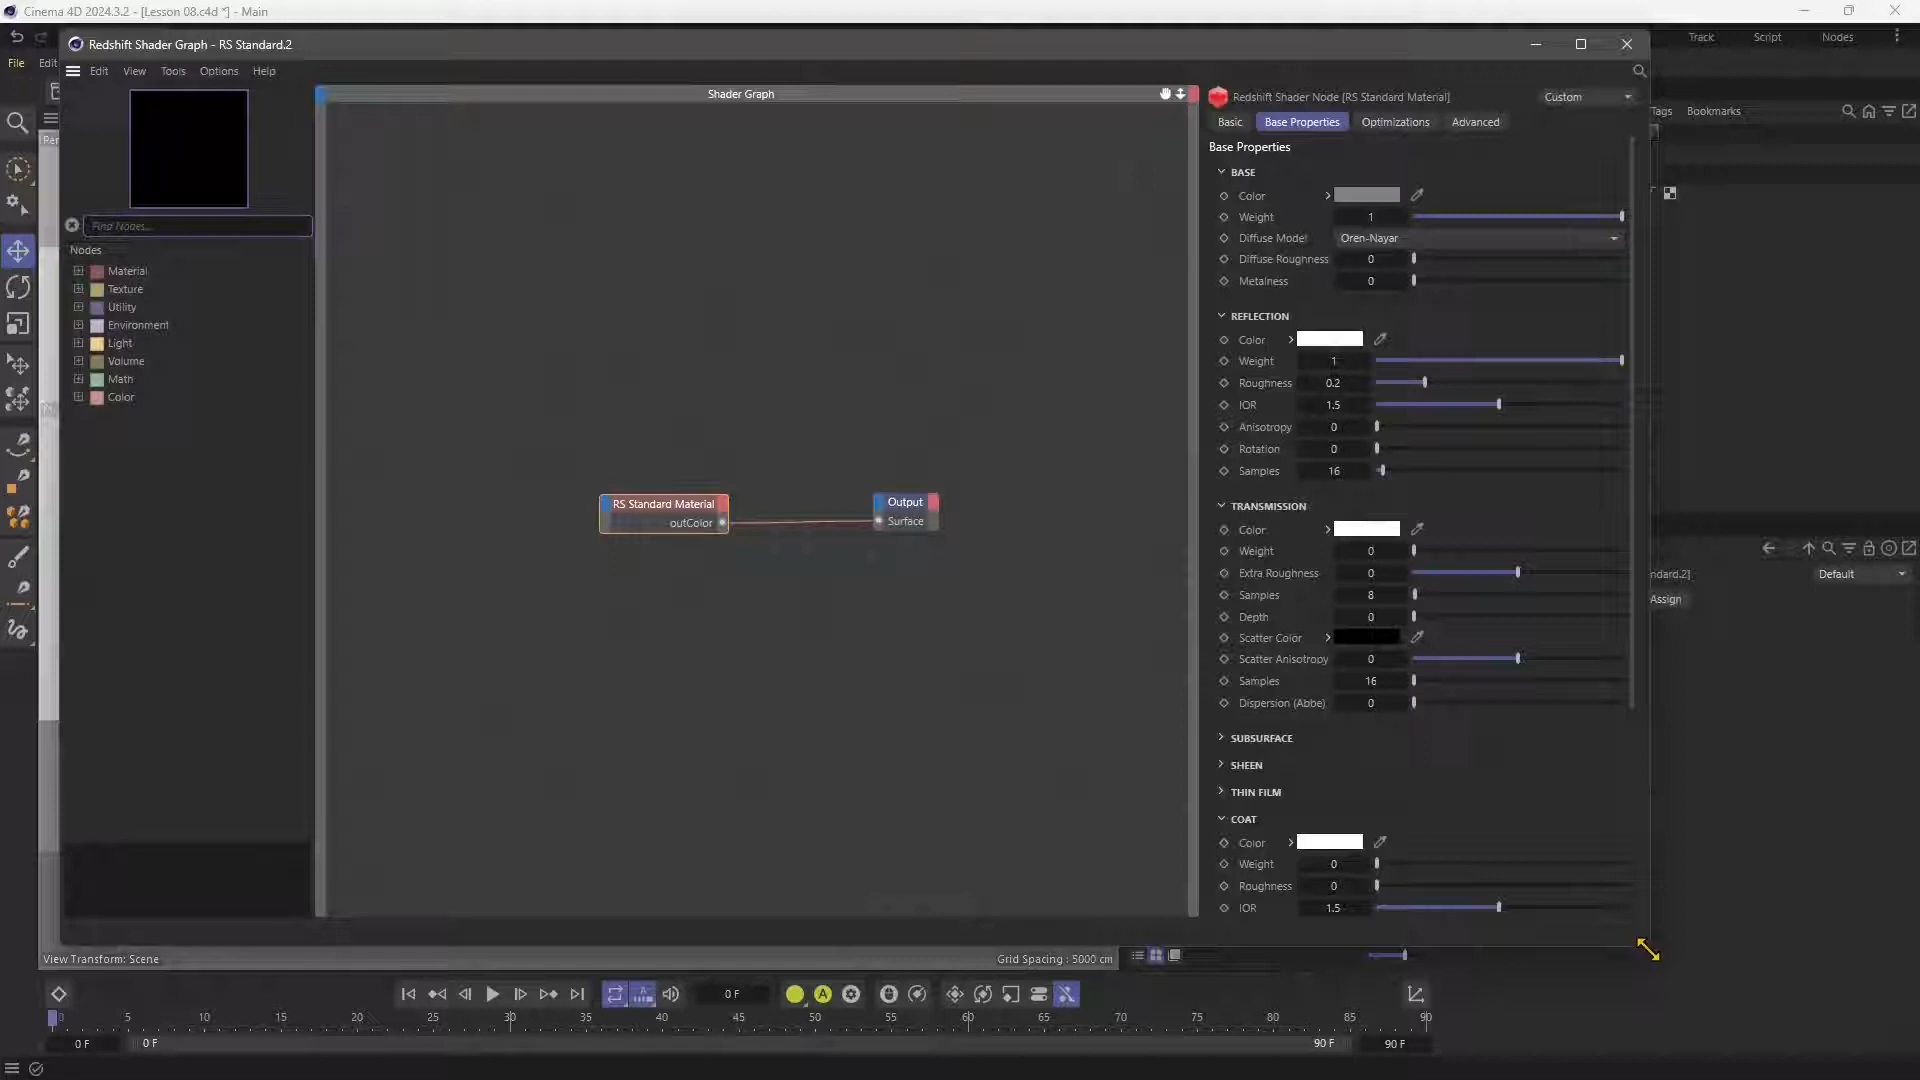 Cinema 4D 2024.3.2 - [Lesson 08.c4d *] - Main
Redshift Shader Graph - RS Standard.2
Track
Script
Nodes
File
Edit
Edit
View
Tools
Options
Help
Shader Graph
Redshift Shader Node [RS Standard Material]
Custom
Tags
Bookmarks
Basic
Base Properties
Optimizations
Advanced
Rer
Base Properties
BASE
Color
Weight
1
Diffuse Model
Oren-Nayar
Diffuse Roughness
0
Metalness
0
Find Nodes...
Nodes
Material
Texture
Utility
Environment
Light
Volume
Math
Color
REFLECTION
Color
Weight
1
Roughness
0.2
IOR
1.5
Anisotropy
0
Rotation
0
Samples
16
RS Standard Material
outColor
Output
Surface
TRANSMISSION
Color
Weight
0
Extra Roughness
0
Samples
8
Depth
0
Scatter Color
Scatter Anisotropy
0
Samples
16
Dispersion (Abbe)
0
ndard.2]
Default
Assign
SUBSURFACE
SHEEN
THIN FILM
COAT
Color
Weight
0
Roughness
0
IOR
1.5
View Transform: Scene
Grid Spacing : 5000 cm
0 F
A
0 5 10 15 20 25 30 35 40 45 50 55 60 65 70 75 80 85 90
0 F
0 F
90 F
90 F